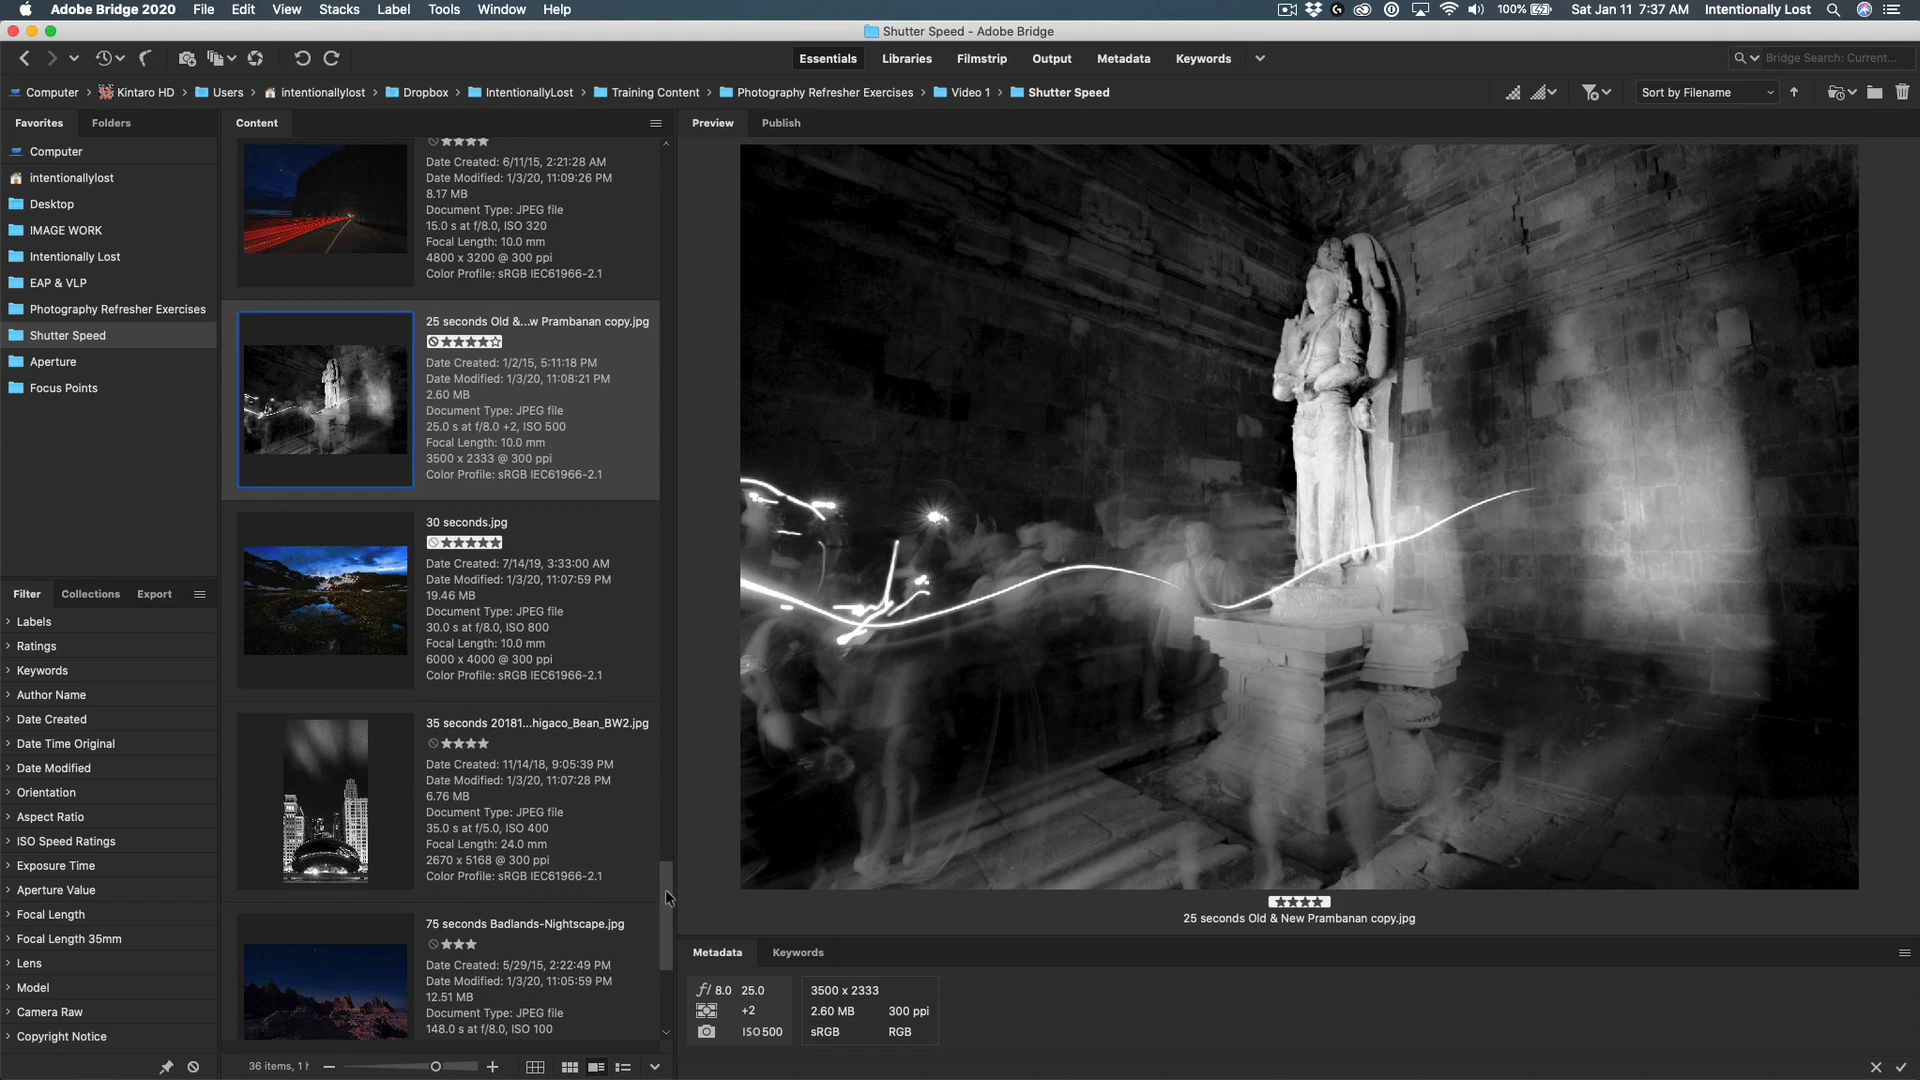 Adobe Bridge 2020 File Edit View Stacks Label Tools Window Help 100% Sat Jan 11 7:37 AM Intentionally Lost
Shutter Speed - Adobe Bridge
Essentials Libraries Filmstrip Output Metadata Keywords Bridge Search: Current...
Computer Kintaro HD Users intentionallylost Dropbox IntentionallyLost Training Content Photography Refresher Exercises Video 1 Shutter Speed Sort by Filename
Favorites Folders
Computer
intentionallylost
Desktop
IMAGE WORK
Intentionally Lost
EAP & VLP
Photography Refresher Exercises
Shutter Speed
Aperture
Focus Points
Filter Collections Export
Labels
Ratings
Keywords
Author Name
Date Created
Date Time Original
Date Modified
Orientation
Aspect Ratio
ISO Speed Ratings
Exposure Time
Aperture Value
Focal Length
Focal Length 35mm
Lens
Model
Camera Raw
Copyright Notice
Content
Date Created: 6/11/15, 2:21:28 AM
Date Modified: 1/3/20, 11:09:26 PM
8.17 MB
Document Type: JPEG file
15.0 s at f/8.0, ISO 320
Focal Length: 10.0 mm
4800 x 3200 @ 300 ppi
Color Profile: sRGB IEC61966-2.1
25 seconds Old &...w Prambanan copy.jpg
Date Created: 1/2/15, 5:11:18 PM
Date Modified: 1/3/20, 11:08:21 PM
2.60 MB
Document Type: JPEG file
25.0 s at f/8.0 +2, ISO 500
Focal Length: 10.0 mm
3500 x 2333 @ 300 ppi
Color Profile: sRGB IEC61966-2.1
30 seconds.jpg
Date Created: 7/14/19, 3:33:00 AM
Date Modified: 1/3/20, 11:07:59 PM
19.46 MB
Document Type: JPEG file
30.0 s at f/8.0, ISO 800
Focal Length: 10.0 mm
6000 x 4000 @ 300 ppi
Color Profile: sRGB IEC61966-2.1
35 seconds 20181...higaco_Bean_BW2.jpg
Date Created: 11/14/18, 9:05:39 PM
Date Modified: 1/3/20, 11:07:28 PM
6.76 MB
Document Type: JPEG file
35.0 s at f/5.0, ISO 400
Focal Length: 24.0 mm
2670 x 5168 @ 300 ppi
Color Profile: sRGB IEC61966-2.1
75 seconds Badlands-Nightscape.jpg
Date Created: 5/29/15, 2:22:49 PM
Date Modified: 1/3/20, 11:05:59 PM
12.51 MB
Document Type: JPEG file
148.0 s at f/8.0, ISO 100
36 items, 1 h
Preview Publish
25 seconds Old & New Prambanan copy.jpg
Metadata Keywords
f/ 8.0 25.0 3500 x 2333
+2 2.60 MB 300 ppi
ISO500 sRGB RGB